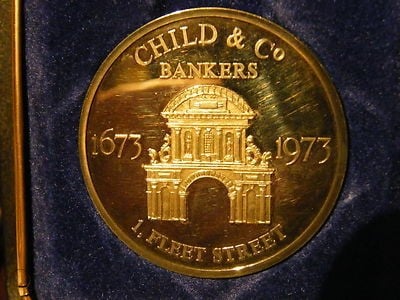 CHILD & Co
BANKERS
1673 1973
1, FLEET STREET